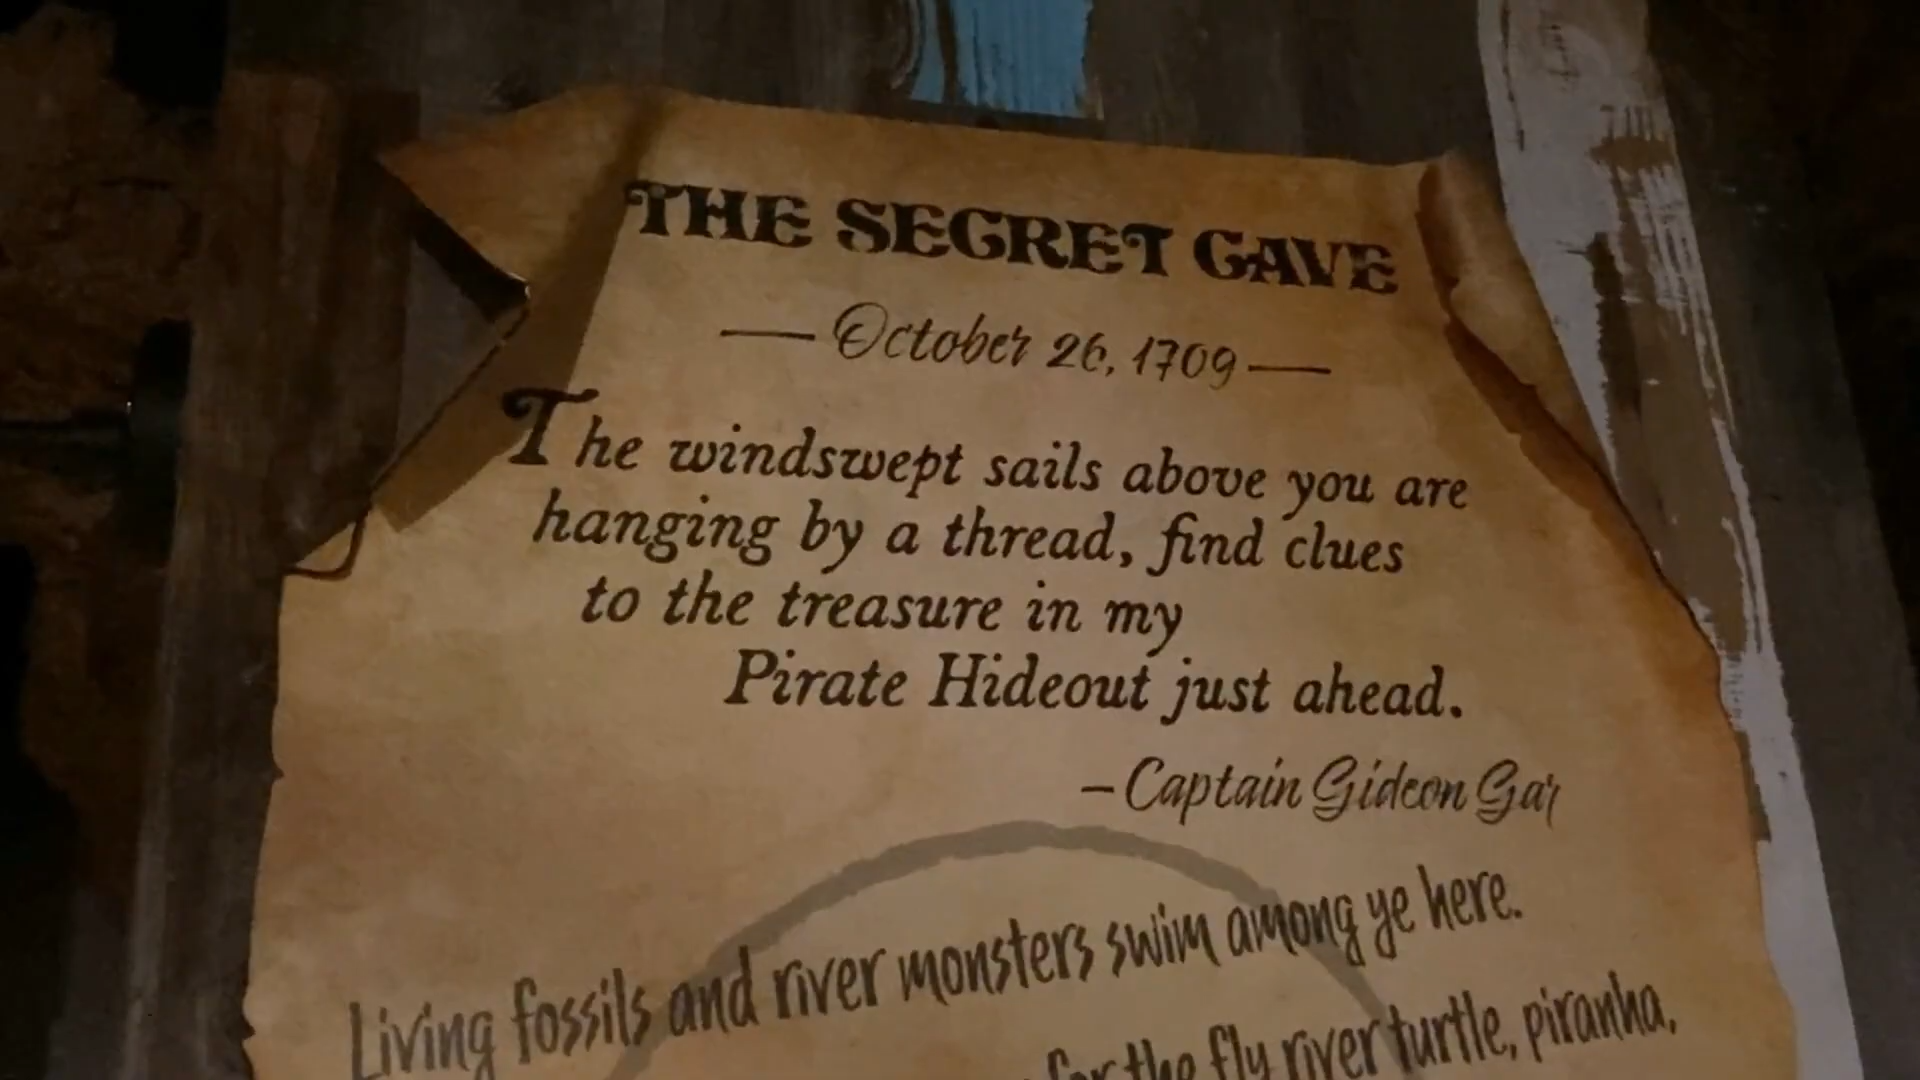 THE SECRET CAVE
— October 26, 1709 —
The windswept sails above you are
hanging by a thread, find clues
to the treasure in my
Pirate Hideout just ahead.
– Captain Gideon Gar
Living fossils and river monsters swim among ye here.
for the fly river turtle, piranha,